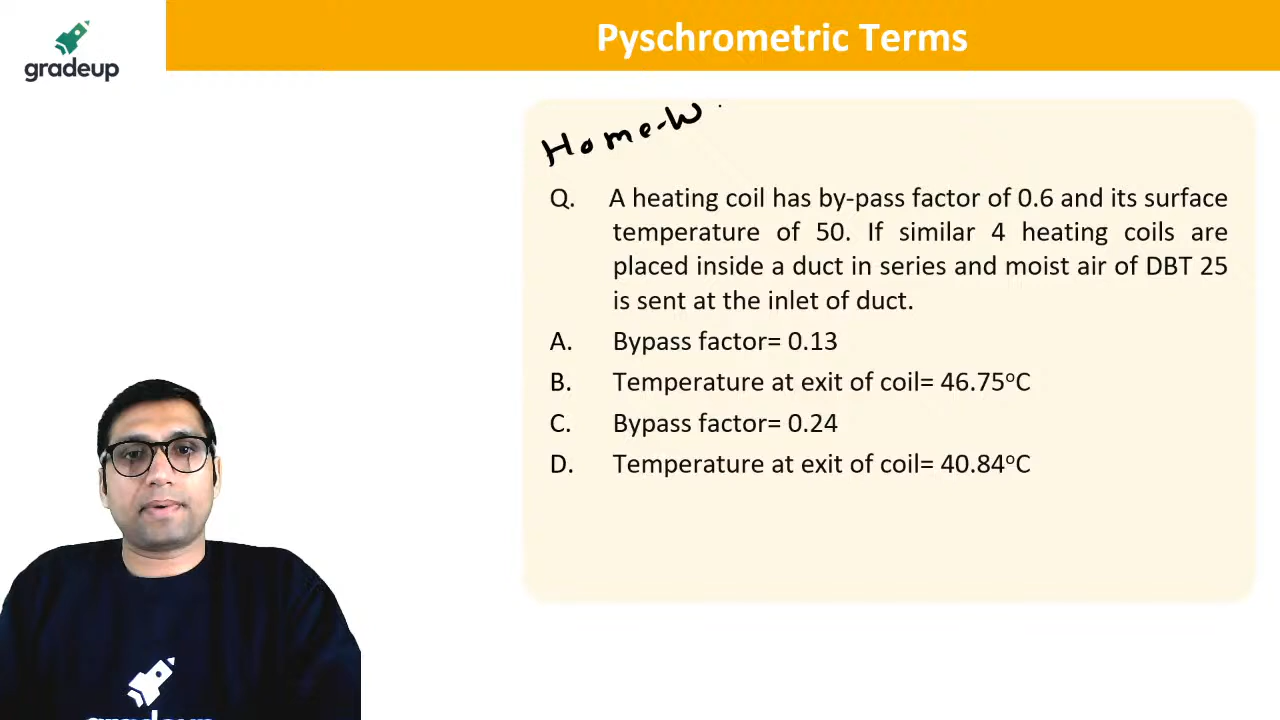 gradeup
Pyschrometric Terms
Home-W
Q. A heating coil has by-pass factor of 0.6 and its surface
temperature of 50. If similar 4 heating coils are
placed inside a duct in series and moist air of DBT 25
is sent at the inlet of duct.
A. Bypass factor= 0.13
B. Temperature at exit of coil= 46.75°C
C. Bypass factor= 0.24
D. Temperature at exit of coil= 40.84°C
gradeup